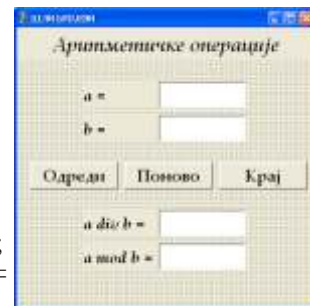 Аритметичке операције
a =
b =
Одреди Поново Крај
a div b =
a mod b =